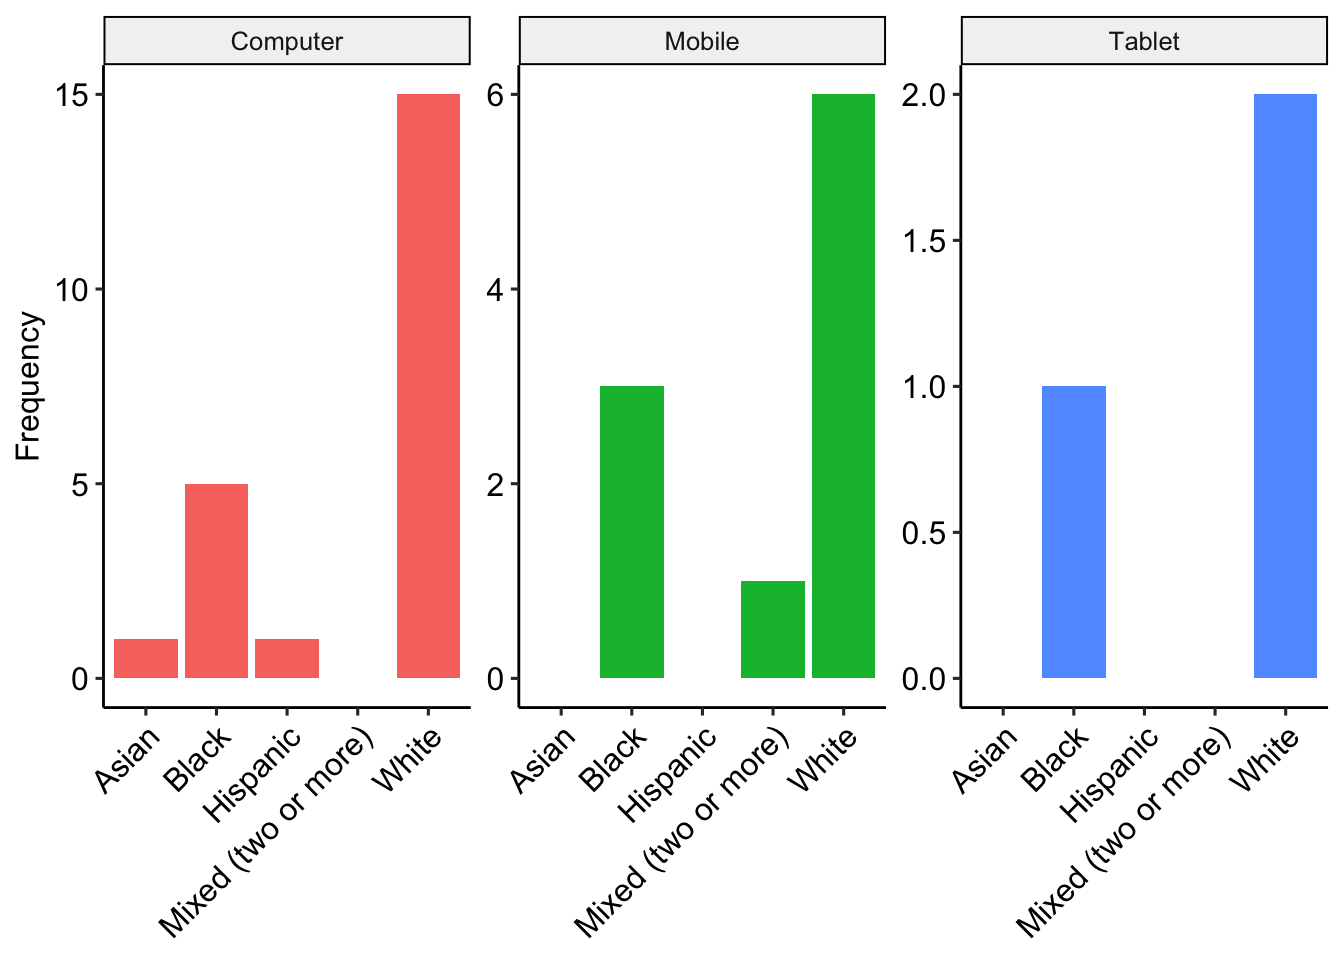 Computer
Mobile
Tablet
Frequency
15
10
5
0
6
4
2
0
2.0
1.5
1.0
0.5
0.0
Asian
Black
Hispanic
Mixed (two or more)
White
Asian
Black
Hispanic
Mixed (two or more)
White
Asian
Black
Hispanic
Mixed (two or more)
White